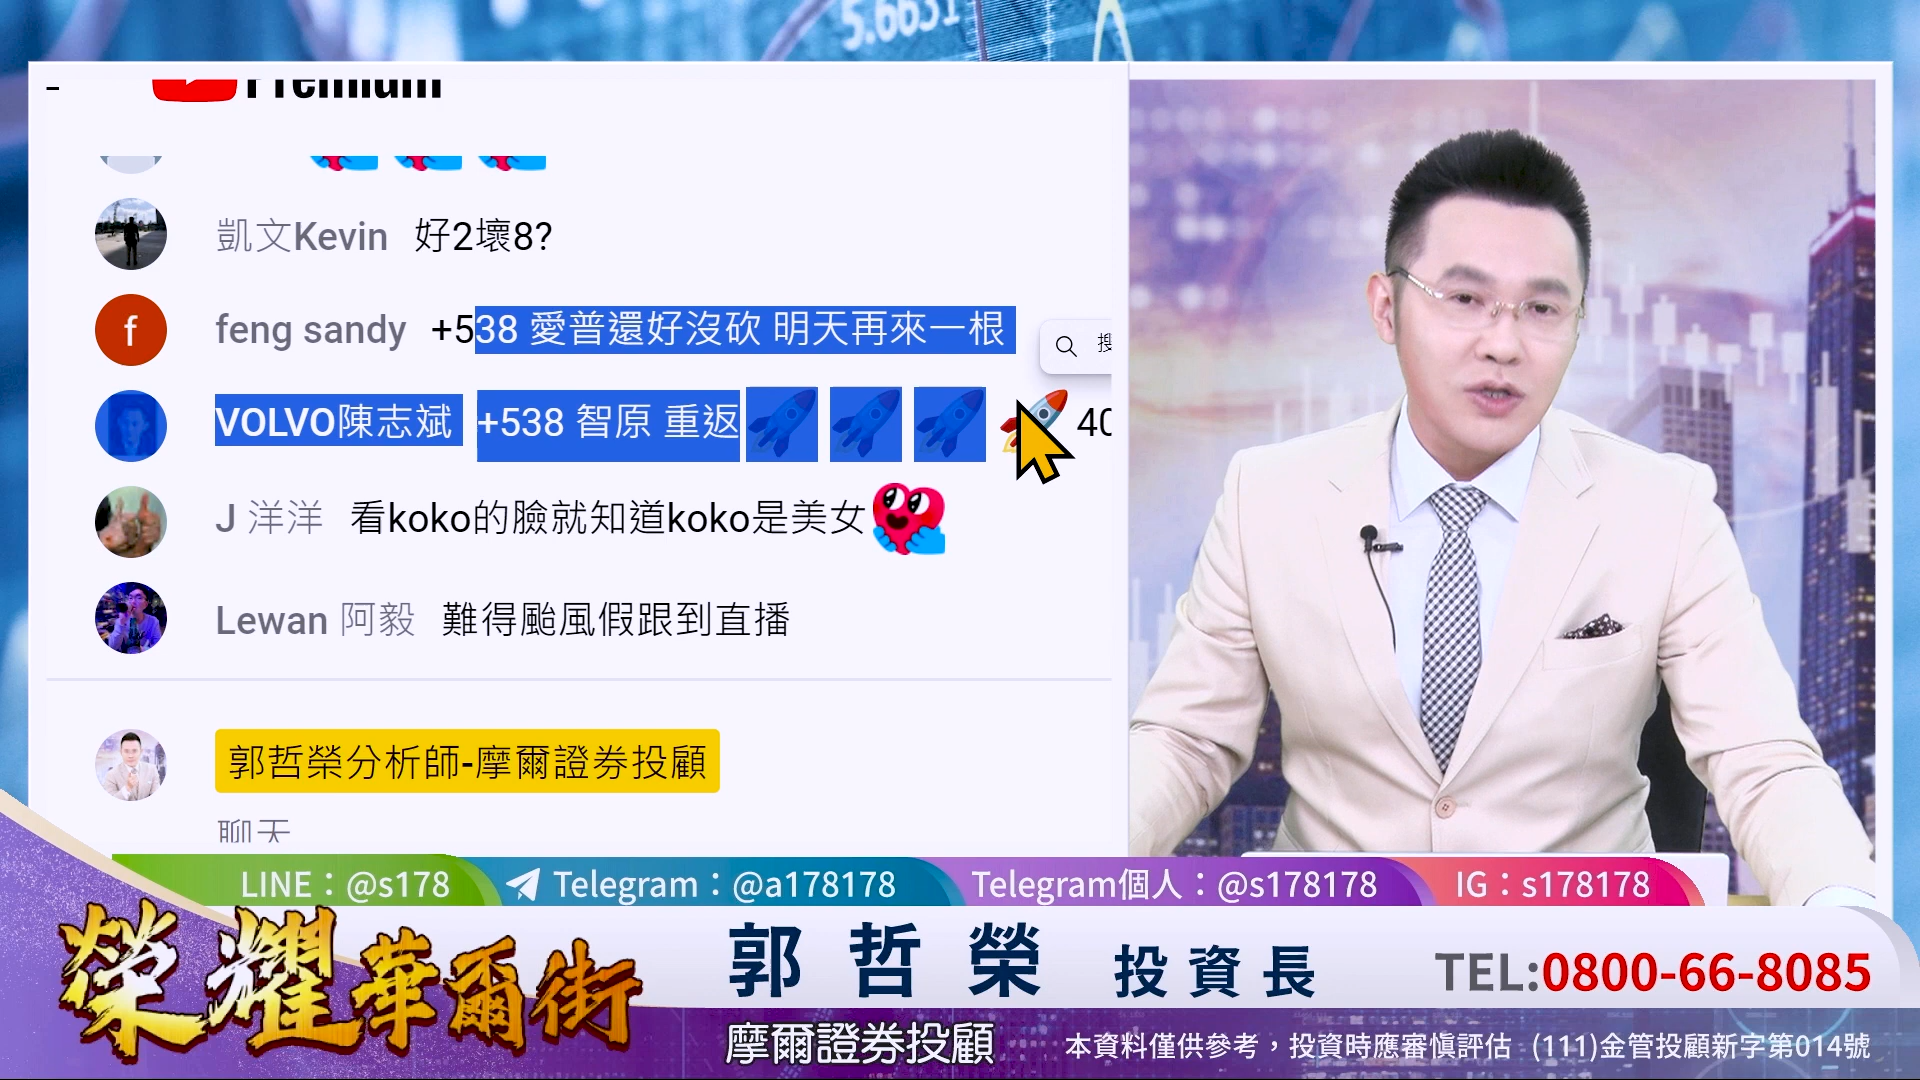 5.6631
Premium
凱文Kevin 好2壞8?
f feng sandy +538 愛普還好沒砍 明天再來一根
搜
VOLVO陳志斌 +538 智原 重返🚀🚀🚀🚀 40
J 洋洋 看koko的臉就知道koko是美女
Lewan 阿毅 難得颱風假跟到直播
郭哲榮分析師-摩爾證券投顧
聊天
LINE：@s178 Telegram：@a178178 Telegram個人：@s178178 IG：s178178
榮耀華爾街
郭哲榮 投資長 TEL:0800-66-8085
摩爾證券投顧 本資料僅供參考，投資時應審慎評估 (111)金管投顧新字第014號